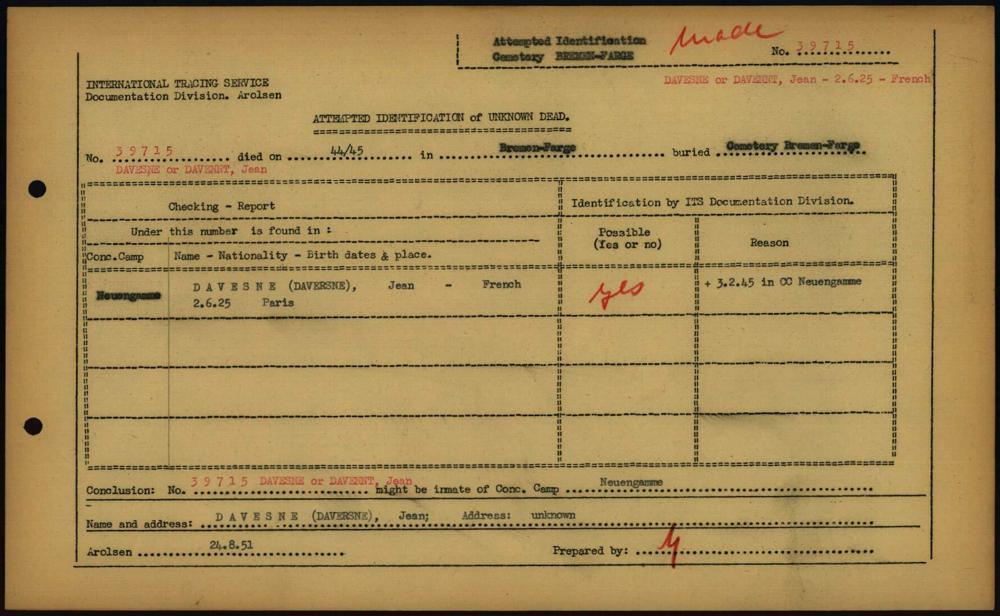 Attempted Identification
Cemetery BREMEN-FARGE
made
No. 39715
DAVESNE or DAVENNT, Jean - 2.6.25 - French
INTERNATIONAL TRACING SERVICE
Documentation Division. Arolsen
ATTEMPTED IDENTIFICATION of UNKNOWN DEAD.
No. 39715 died on 44/45 in Bremen-Farge buried Cemetery Bremen-Farge
DAVESNE or DAVENNT, Jean
Checking - Report
Identification by ITS Documentation Division.
Under this number is found in :
Possible
(Yes or no)
Reason
Conc.Camp
Name - Nationality - Birth dates & place.
Neuengamme
DAVESNE (DAVERSNE), Jean - French
2.6.25 Paris
yes
+ 3.2.45 in CC Neuengamme
Conclusion: No. 39715 DAVESNE or DAVENNT, Jean might be inmate of Conc. Camp Neuengamme
Name and address: DAVESNE (DAVERSNE), Jean; Address: unknown
Arolsen 24.8.51 Prepared by: